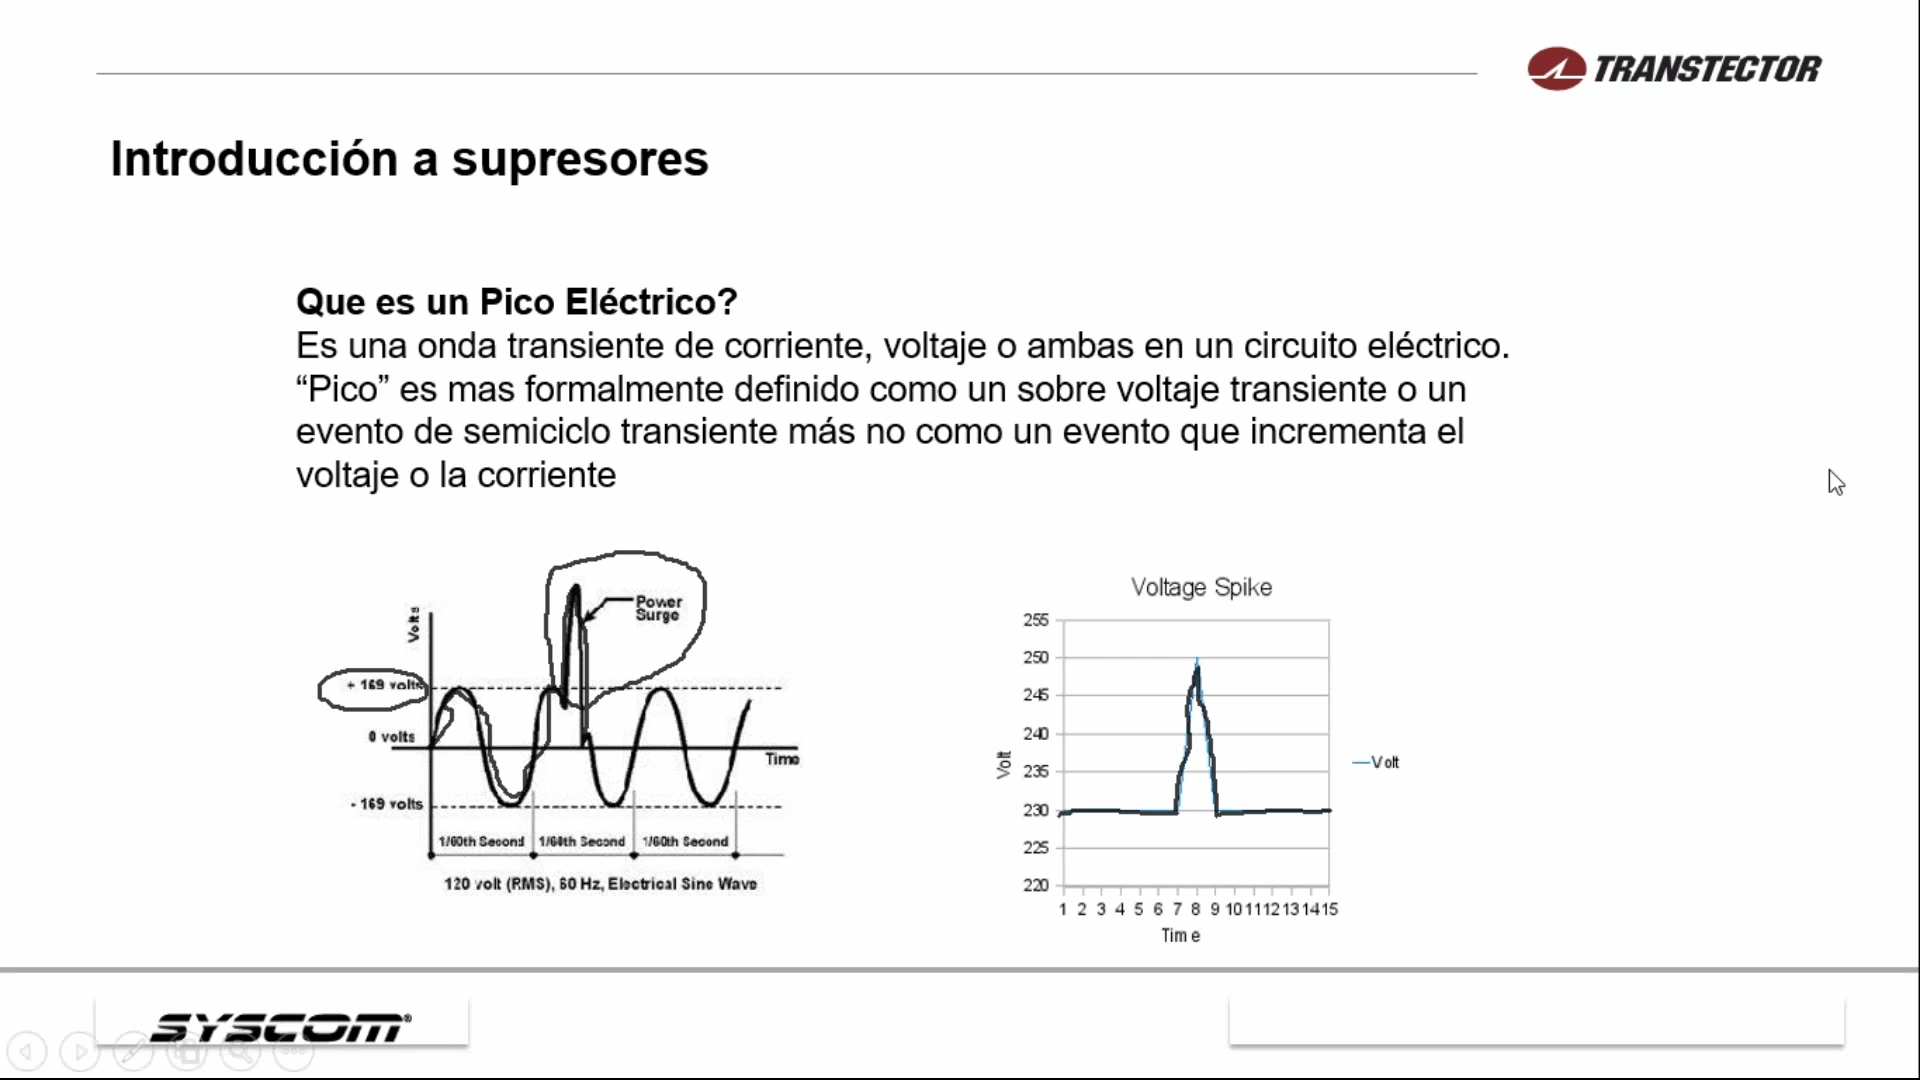 TRANSTECTOR
Introducción a supresores
Que es un Pico Eléctrico?
Es una onda transiente de corriente, voltaje o ambas en un circuito eléctrico.
“Pico” es mas formalmente definido como un sobre voltaje transiente o un
evento de semiciclo transiente más no como un evento que incrementa el
voltaje o la corriente
Volts
Power
Surge
+ 169 volts
0 volts
Time
- 169 volts
1/60th Second 1/60th Second 1/60th Second
120 volt (RMS), 60 Hz, Electrical Sine Wave
Voltage Spike
255
250
245
240
235
230
225
220
Volt
Volt
1 2 3 4 5 6 7 8 9 10 11 12 13 14 15
Time
SYSCOM®